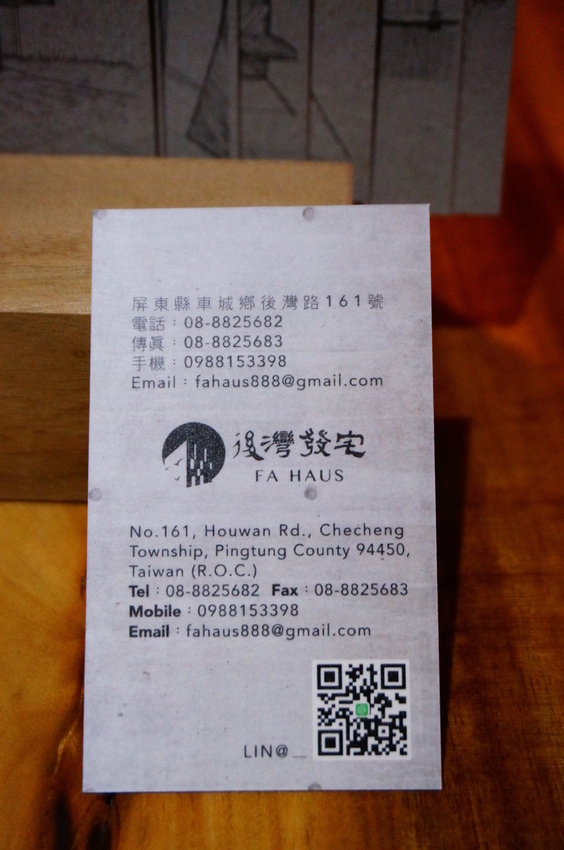 屏東縣車城鄉後灣路161號
電話：08-8825682
傳真：08-8825683
手機：0988153398
Email：fahaus888@gmail.com
後灣發宅
FA HAUS
No.161, Houwan Rd., Checheng
Township, Pingtung County 94450,
Taiwan (R.O.C.)
Tel：08-8825682 Fax：08-8825683
Mobile：0988153398
Email：fahaus888@gmail.com
LIN@__